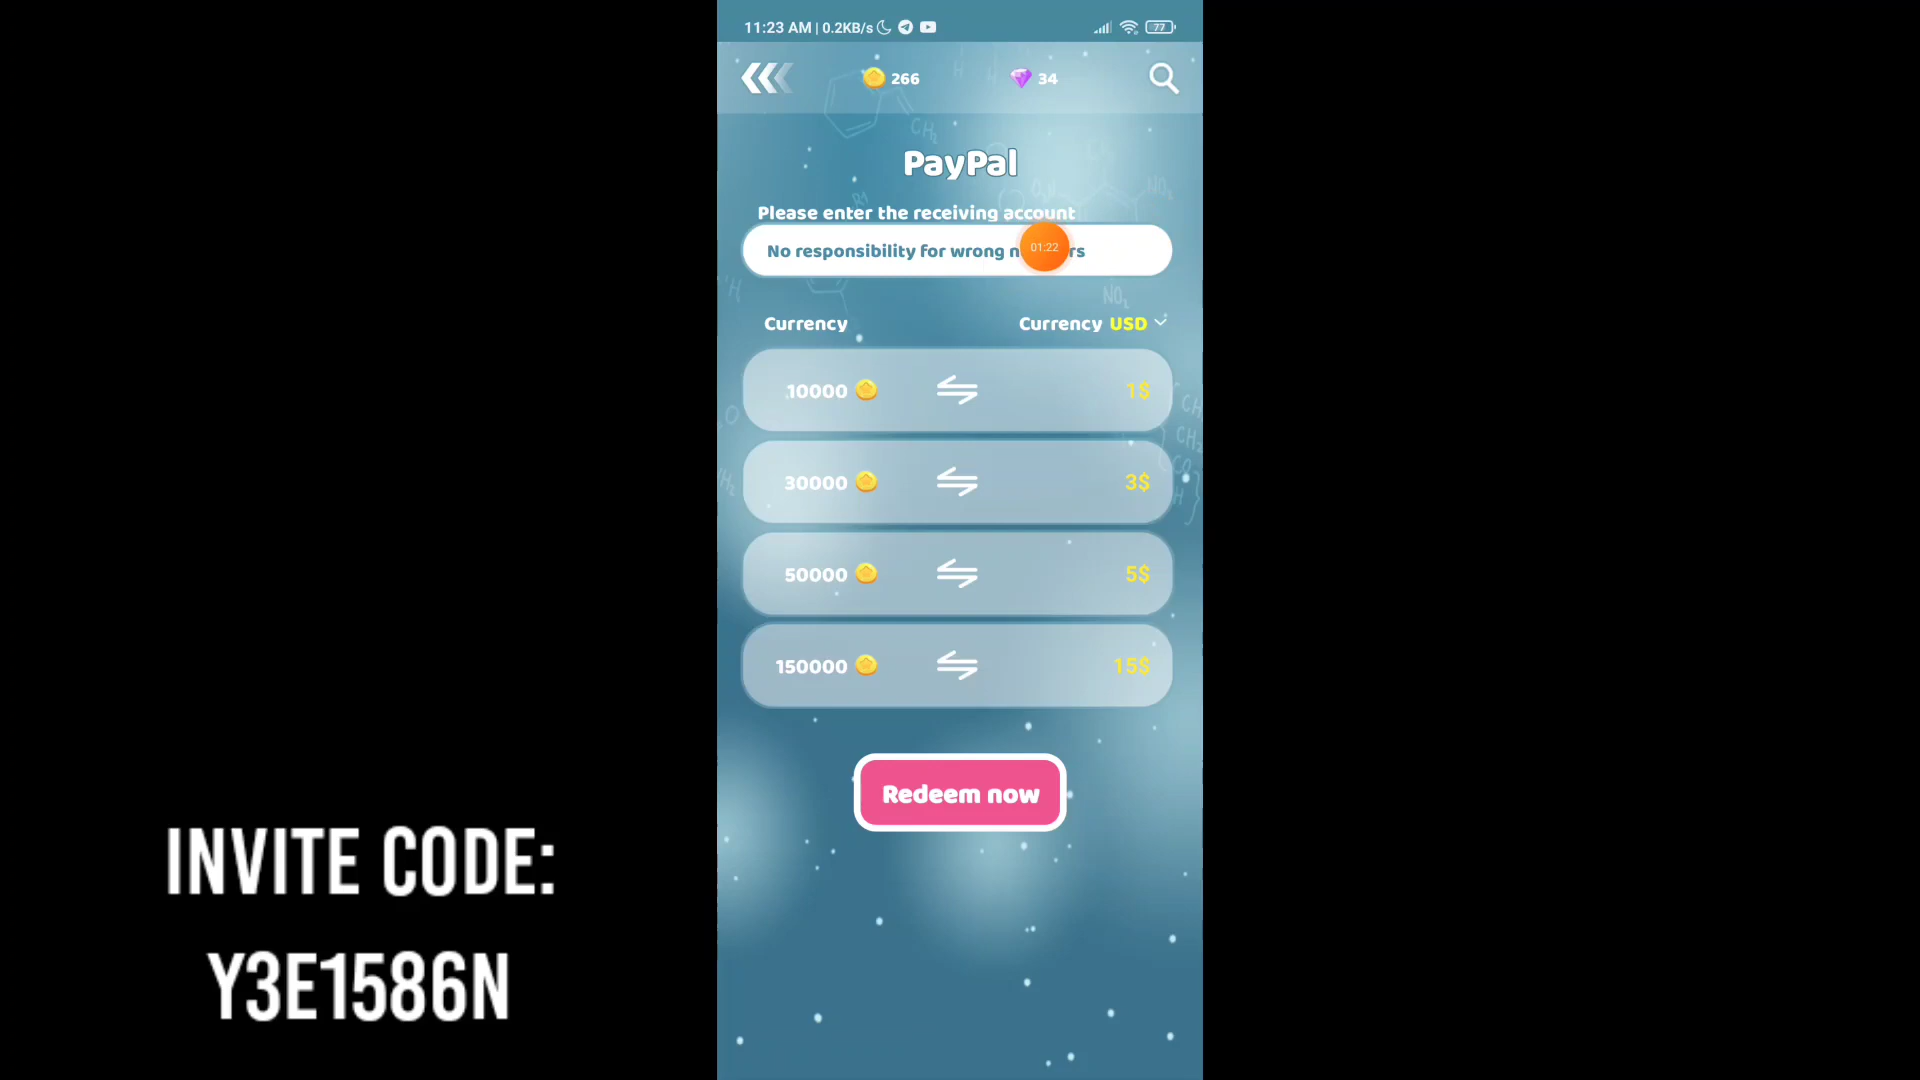 11:23 AM | 0.2KB/s
77
266
34
PayPal
Please enter the receiving account
No responsibility for wrong
01:22
Currency
Currency USD
10000
1$
30000
3$
50000
5$
150000
15$
Redeem now
INVITE CODE:
Y3E1586N